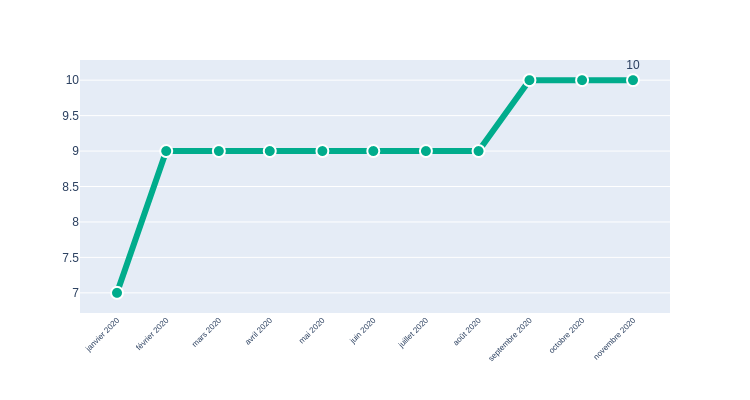 10
10
9.5
9
8.5
8
7.5
7
janvier 2020
février 2020
mars 2020
avril 2020
mai 2020
juin 2020
juillet 2020
août 2020
septembre 2020
octobre 2020
novembre 2020